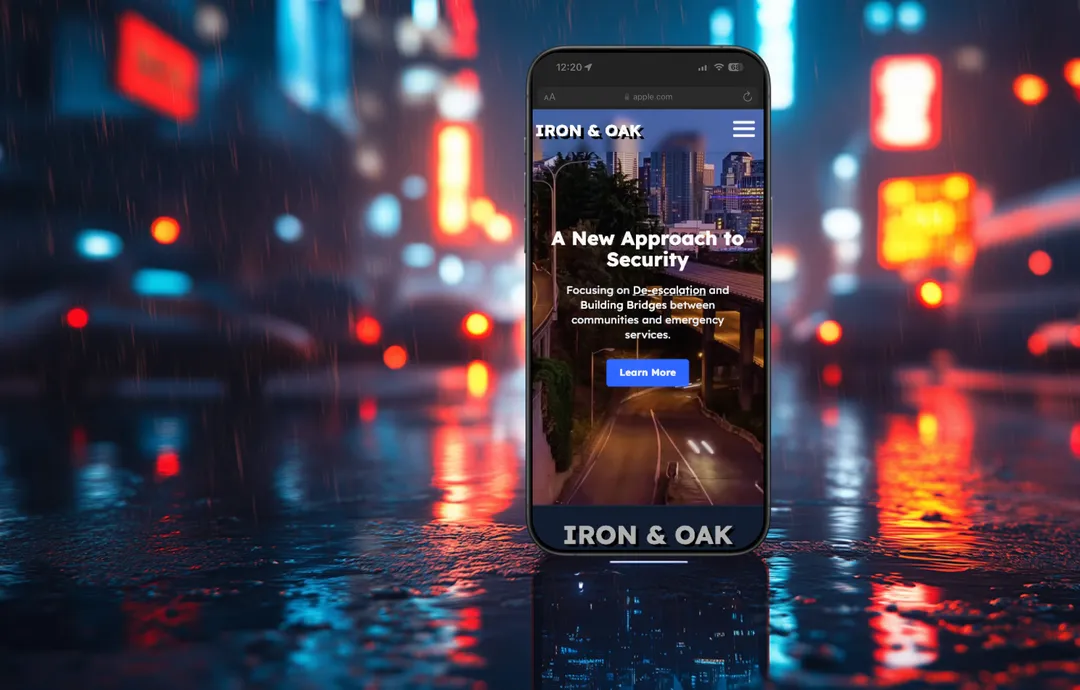 12:20
AA apple.com
IRON & OAK
A New Approach to
Security
Focusing on De-escalation and
Building Bridges between
communities and emergency
services.
Learn More
IRON & OAK